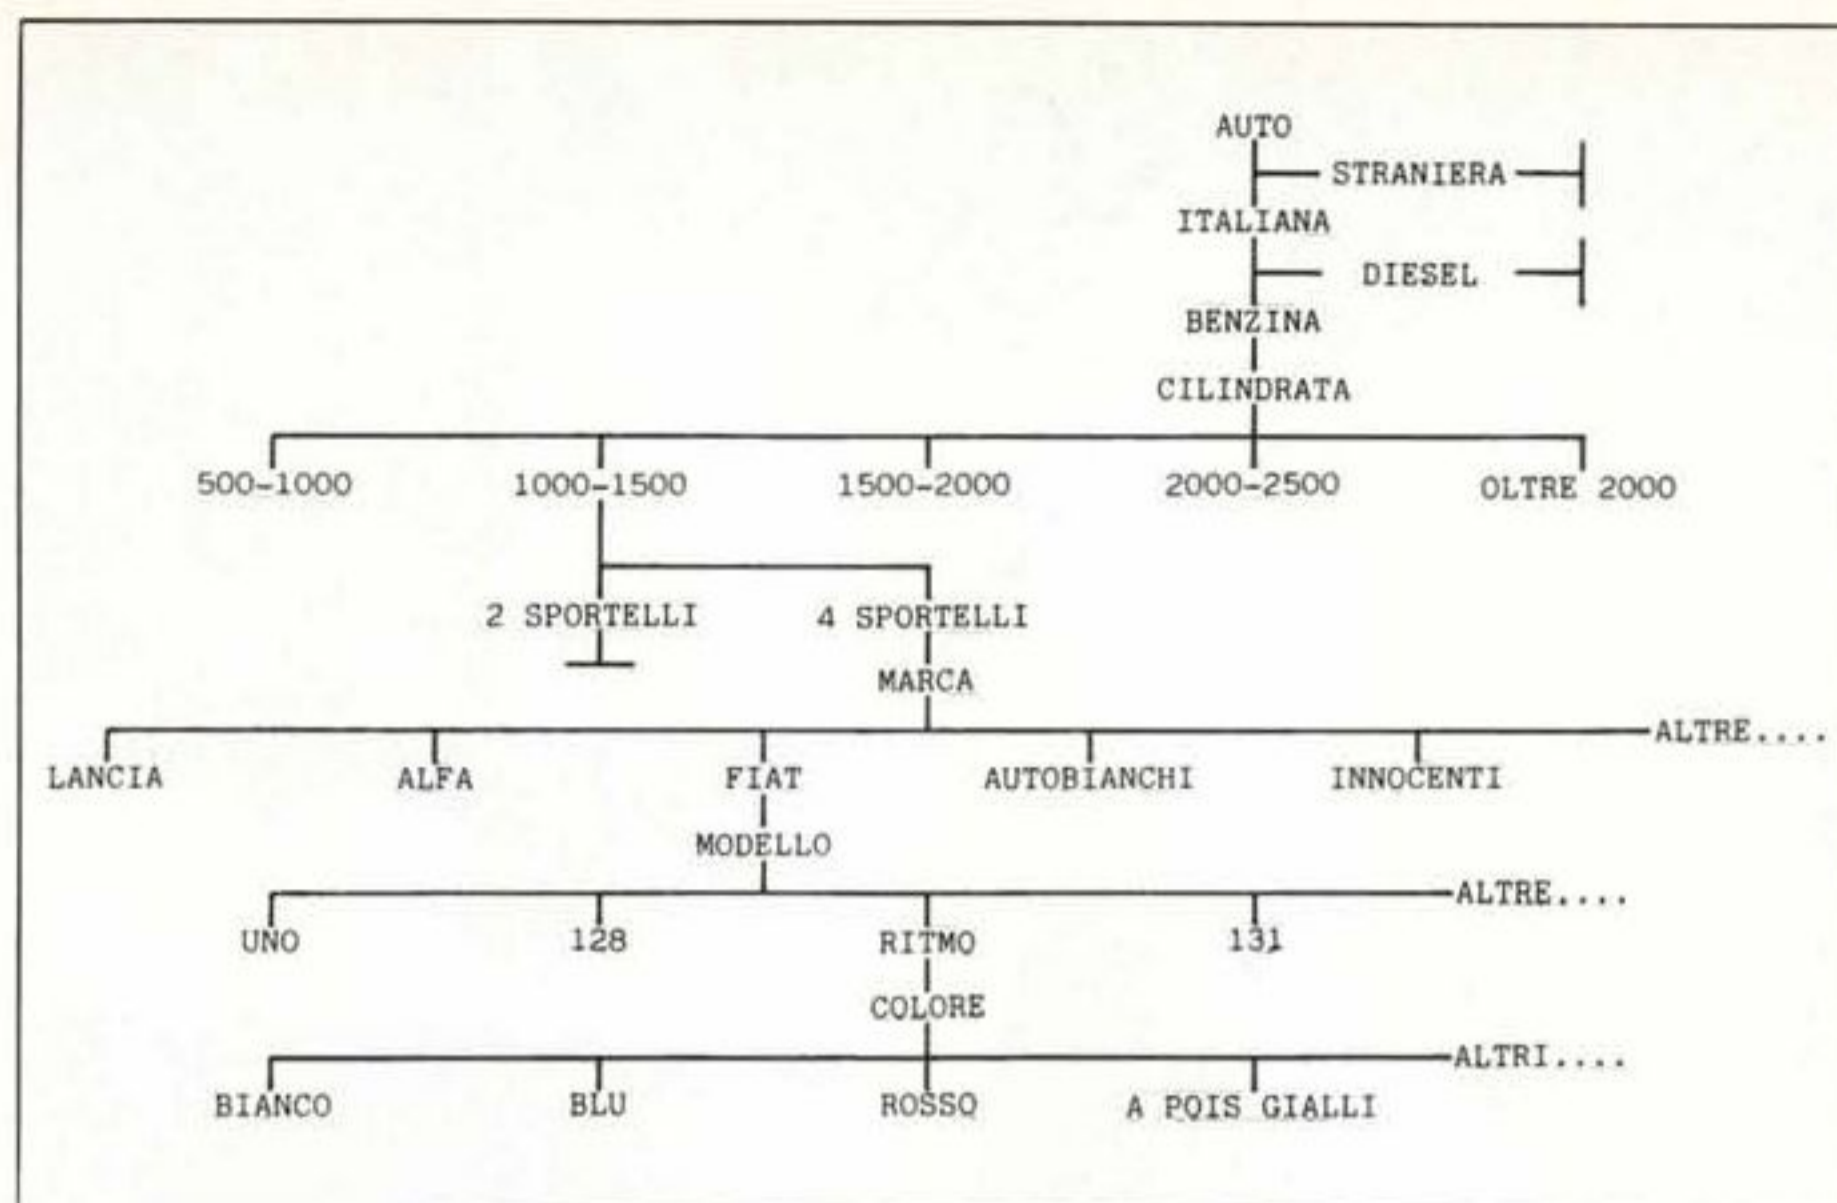 AUTO
STRANIERA
ITALIANA
DIESEL
BENZINA
CILINDRATA
500-1000 1000-1500 1500-2000 2000-2500 OLTRE 2000
2 SPORTELLI 4 SPORTELLI
MARCA
ALTRE....
LANCIA ALFA FIAT AUTOBIANCHI INNOCENTI
MODELLO
ALTRE....
UNO 128 RITMO 131
COLORE
ALTRI....
BIANCO BLU ROSSO A POIS GIALLI